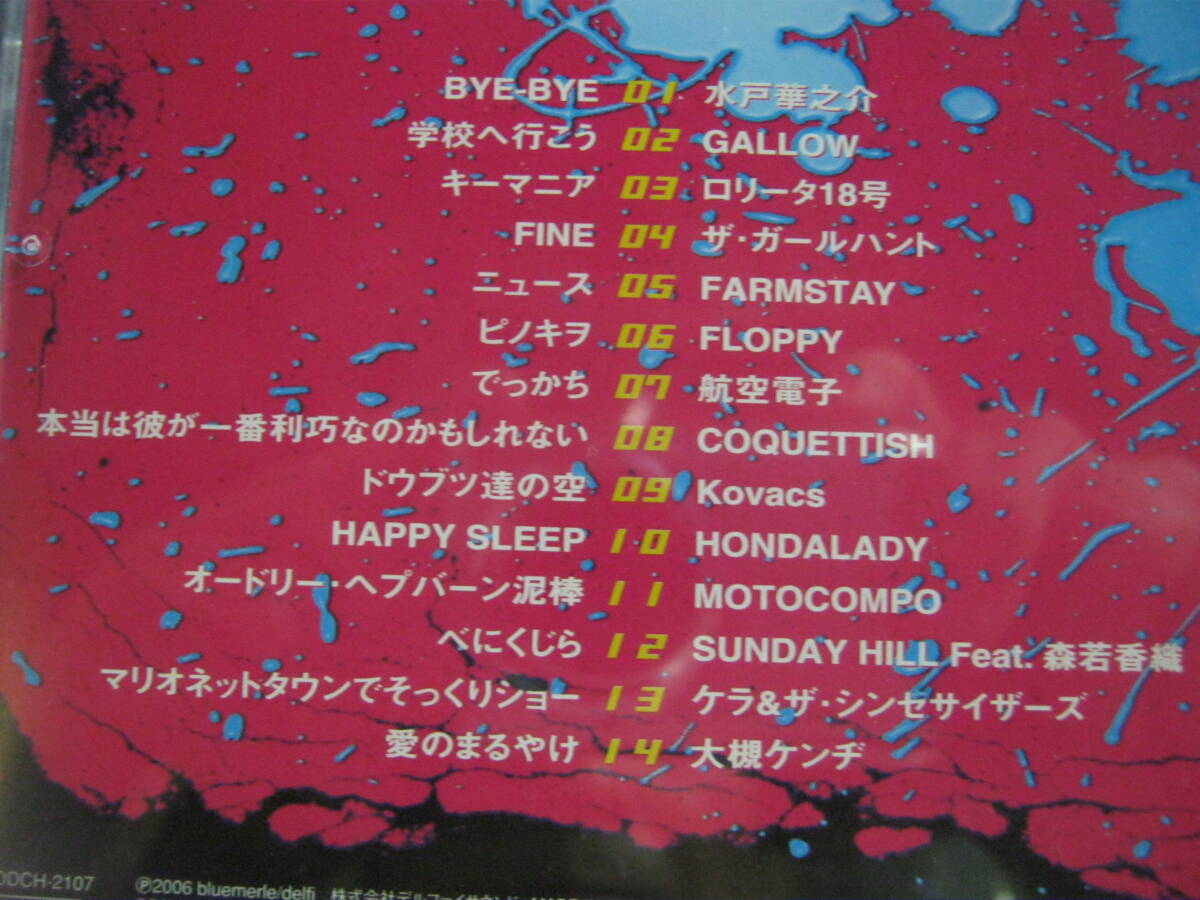 BYE-BYE 01 水戸華之介
学校へ行こう 02 GALLOW
キーマニア 03 ロリータ18号
FINE 04 ザ・ガールハント
ニュース 05 FARMSTAY
ピノキヲ 06 FLOPPY
でっかち 07 航空電子
本当は彼が一番利巧なのかもしれない 08 COQUETTISH
ドウブツ達の空 09 Kovacs
HAPPY SLEEP 10 HONDALADY
オードリー・ヘプバーン泥棒 11 MOTOCOMPO
べにくじら 12 SUNDAY HILL Feat. 森若香織
マリオネットタウンでそっくりショー 13 ケラ&ザ・シンセサイザーズ
愛のまるやけ 14 大槻ケンヂ
DDCH-2107 ℗2006 bluemerle/delfi 株式会社デルファイサウンド